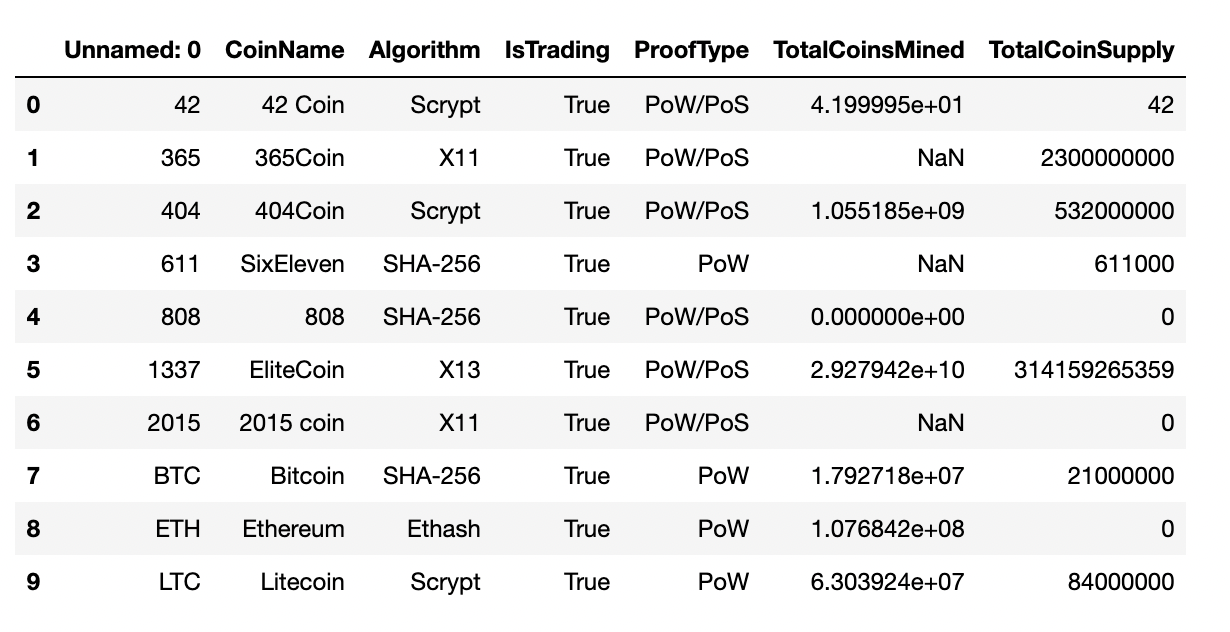 Unnamed: 0 CoinName Algorithm IsTrading ProofType TotalCoinsMined TotalCoinSupply
0 42 42 Coin Scrypt True PoW/PoS 4.199995e+01 42
1 365 365Coin X11 True PoW/PoS NaN 2300000000
2 404 404Coin Scrypt True PoW/PoS 1.055185e+09 532000000
3 611 SixEleven SHA-256 True PoW NaN 611000
4 808 808 SHA-256 True PoW/PoS 0.000000e+00 0
5 1337 EliteCoin X13 True PoW/PoS 2.927942e+10 314159265359
6 2015 2015 coin X11 True PoW/PoS NaN 0
7 BTC Bitcoin SHA-256 True PoW 1.792718e+07 21000000
8 ETH Ethereum Ethash True PoW 1.076842e+08 0
9 LTC Litecoin Scrypt True PoW 6.303924e+07 84000000